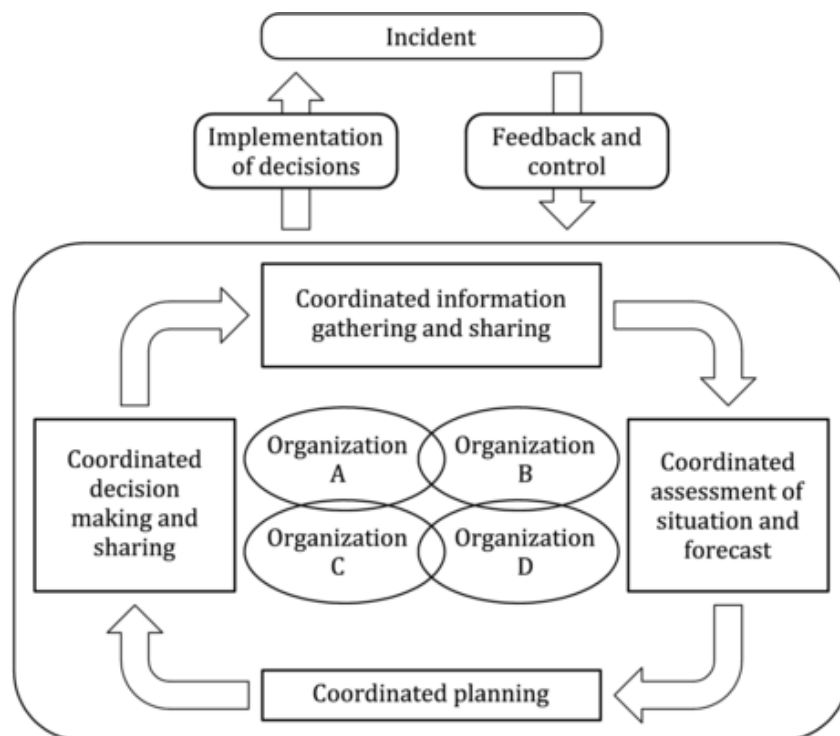 Incident
Implementation
of decisions
Feedback and
control
Coordinated information
gathering and sharing
Coordinated
decision
making and
sharing
Organization
A
Organization
B
Organization
C
Organization
D
Coordinated
assessment of
situation and
forecast
Coordinated planning